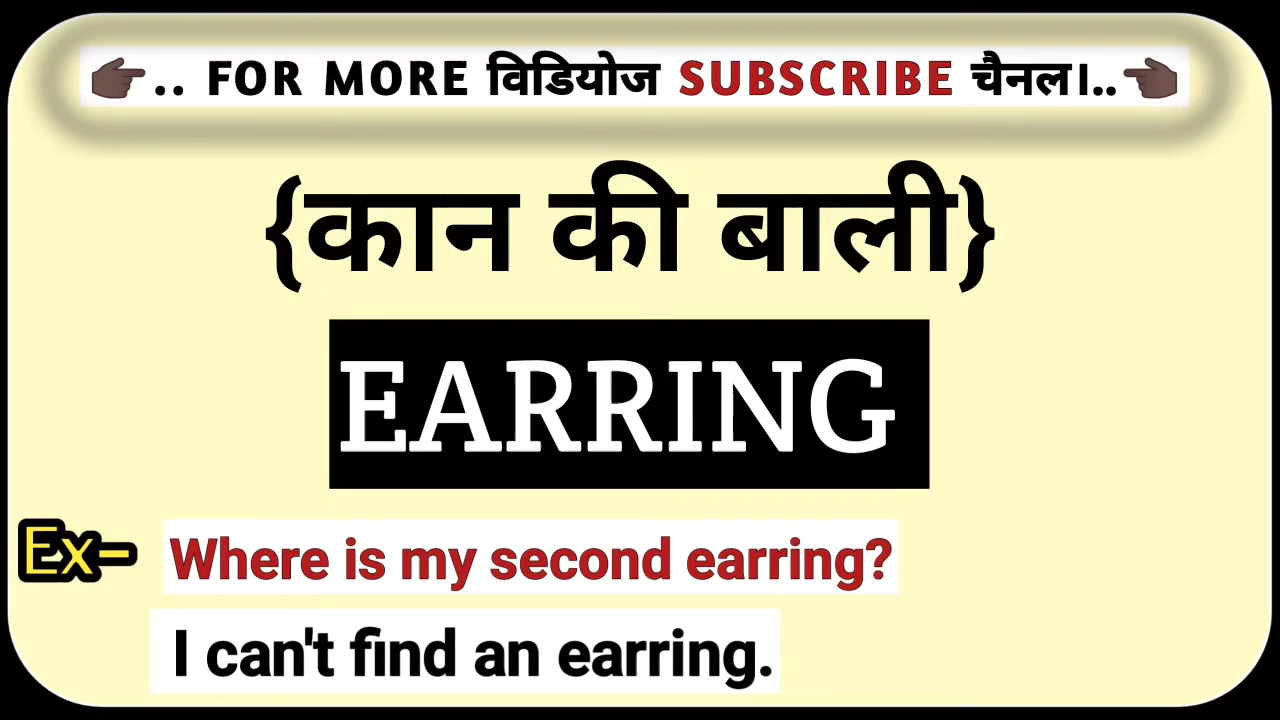 👉🏿.. FOR MORE विडियोज SUBSCRIBE चैनल।..👈🏿
{कान की बाली}
EARRING
Ex- Where is my second earring?
I can't find an earring.